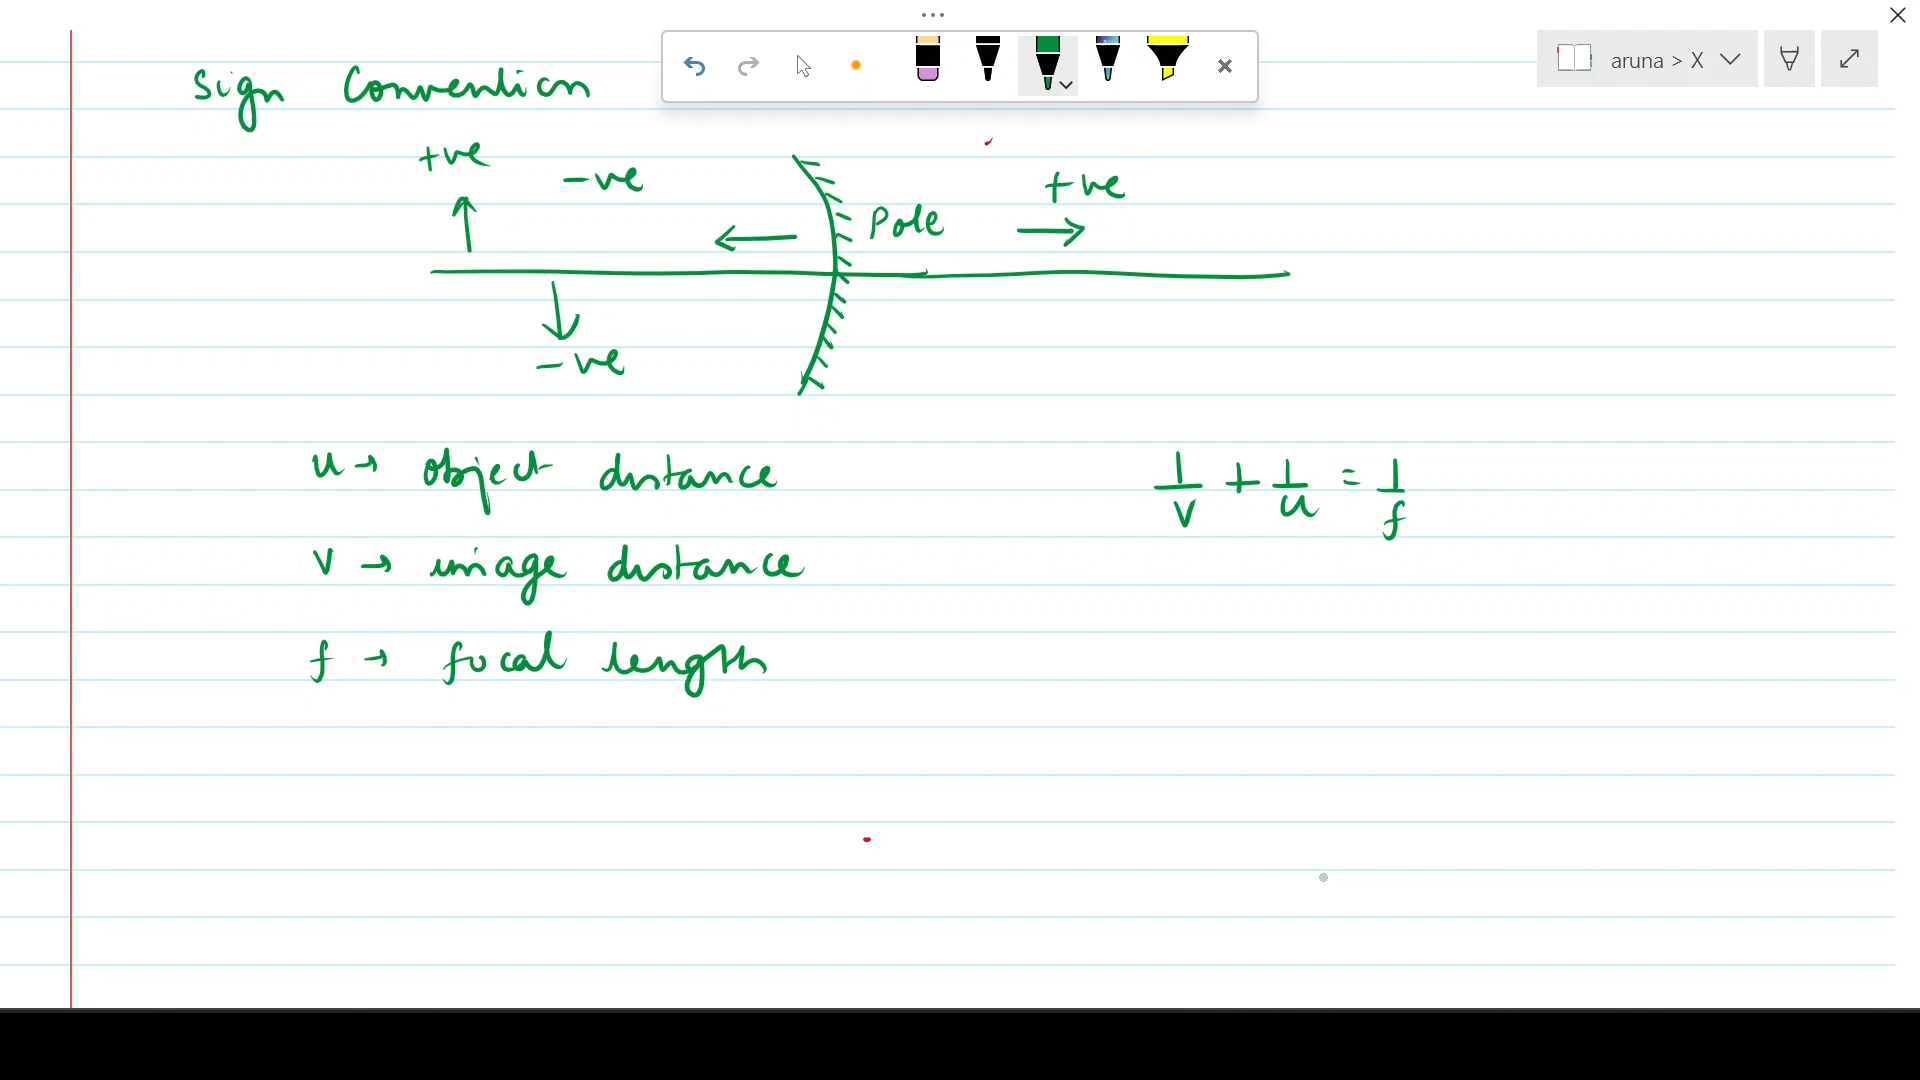 aruna > X
Sign Convention
+ve
-ve
+ve
Pole
-ve
u → object distance
1/v + 1/u = 1/f
v → image distance
f → focal length